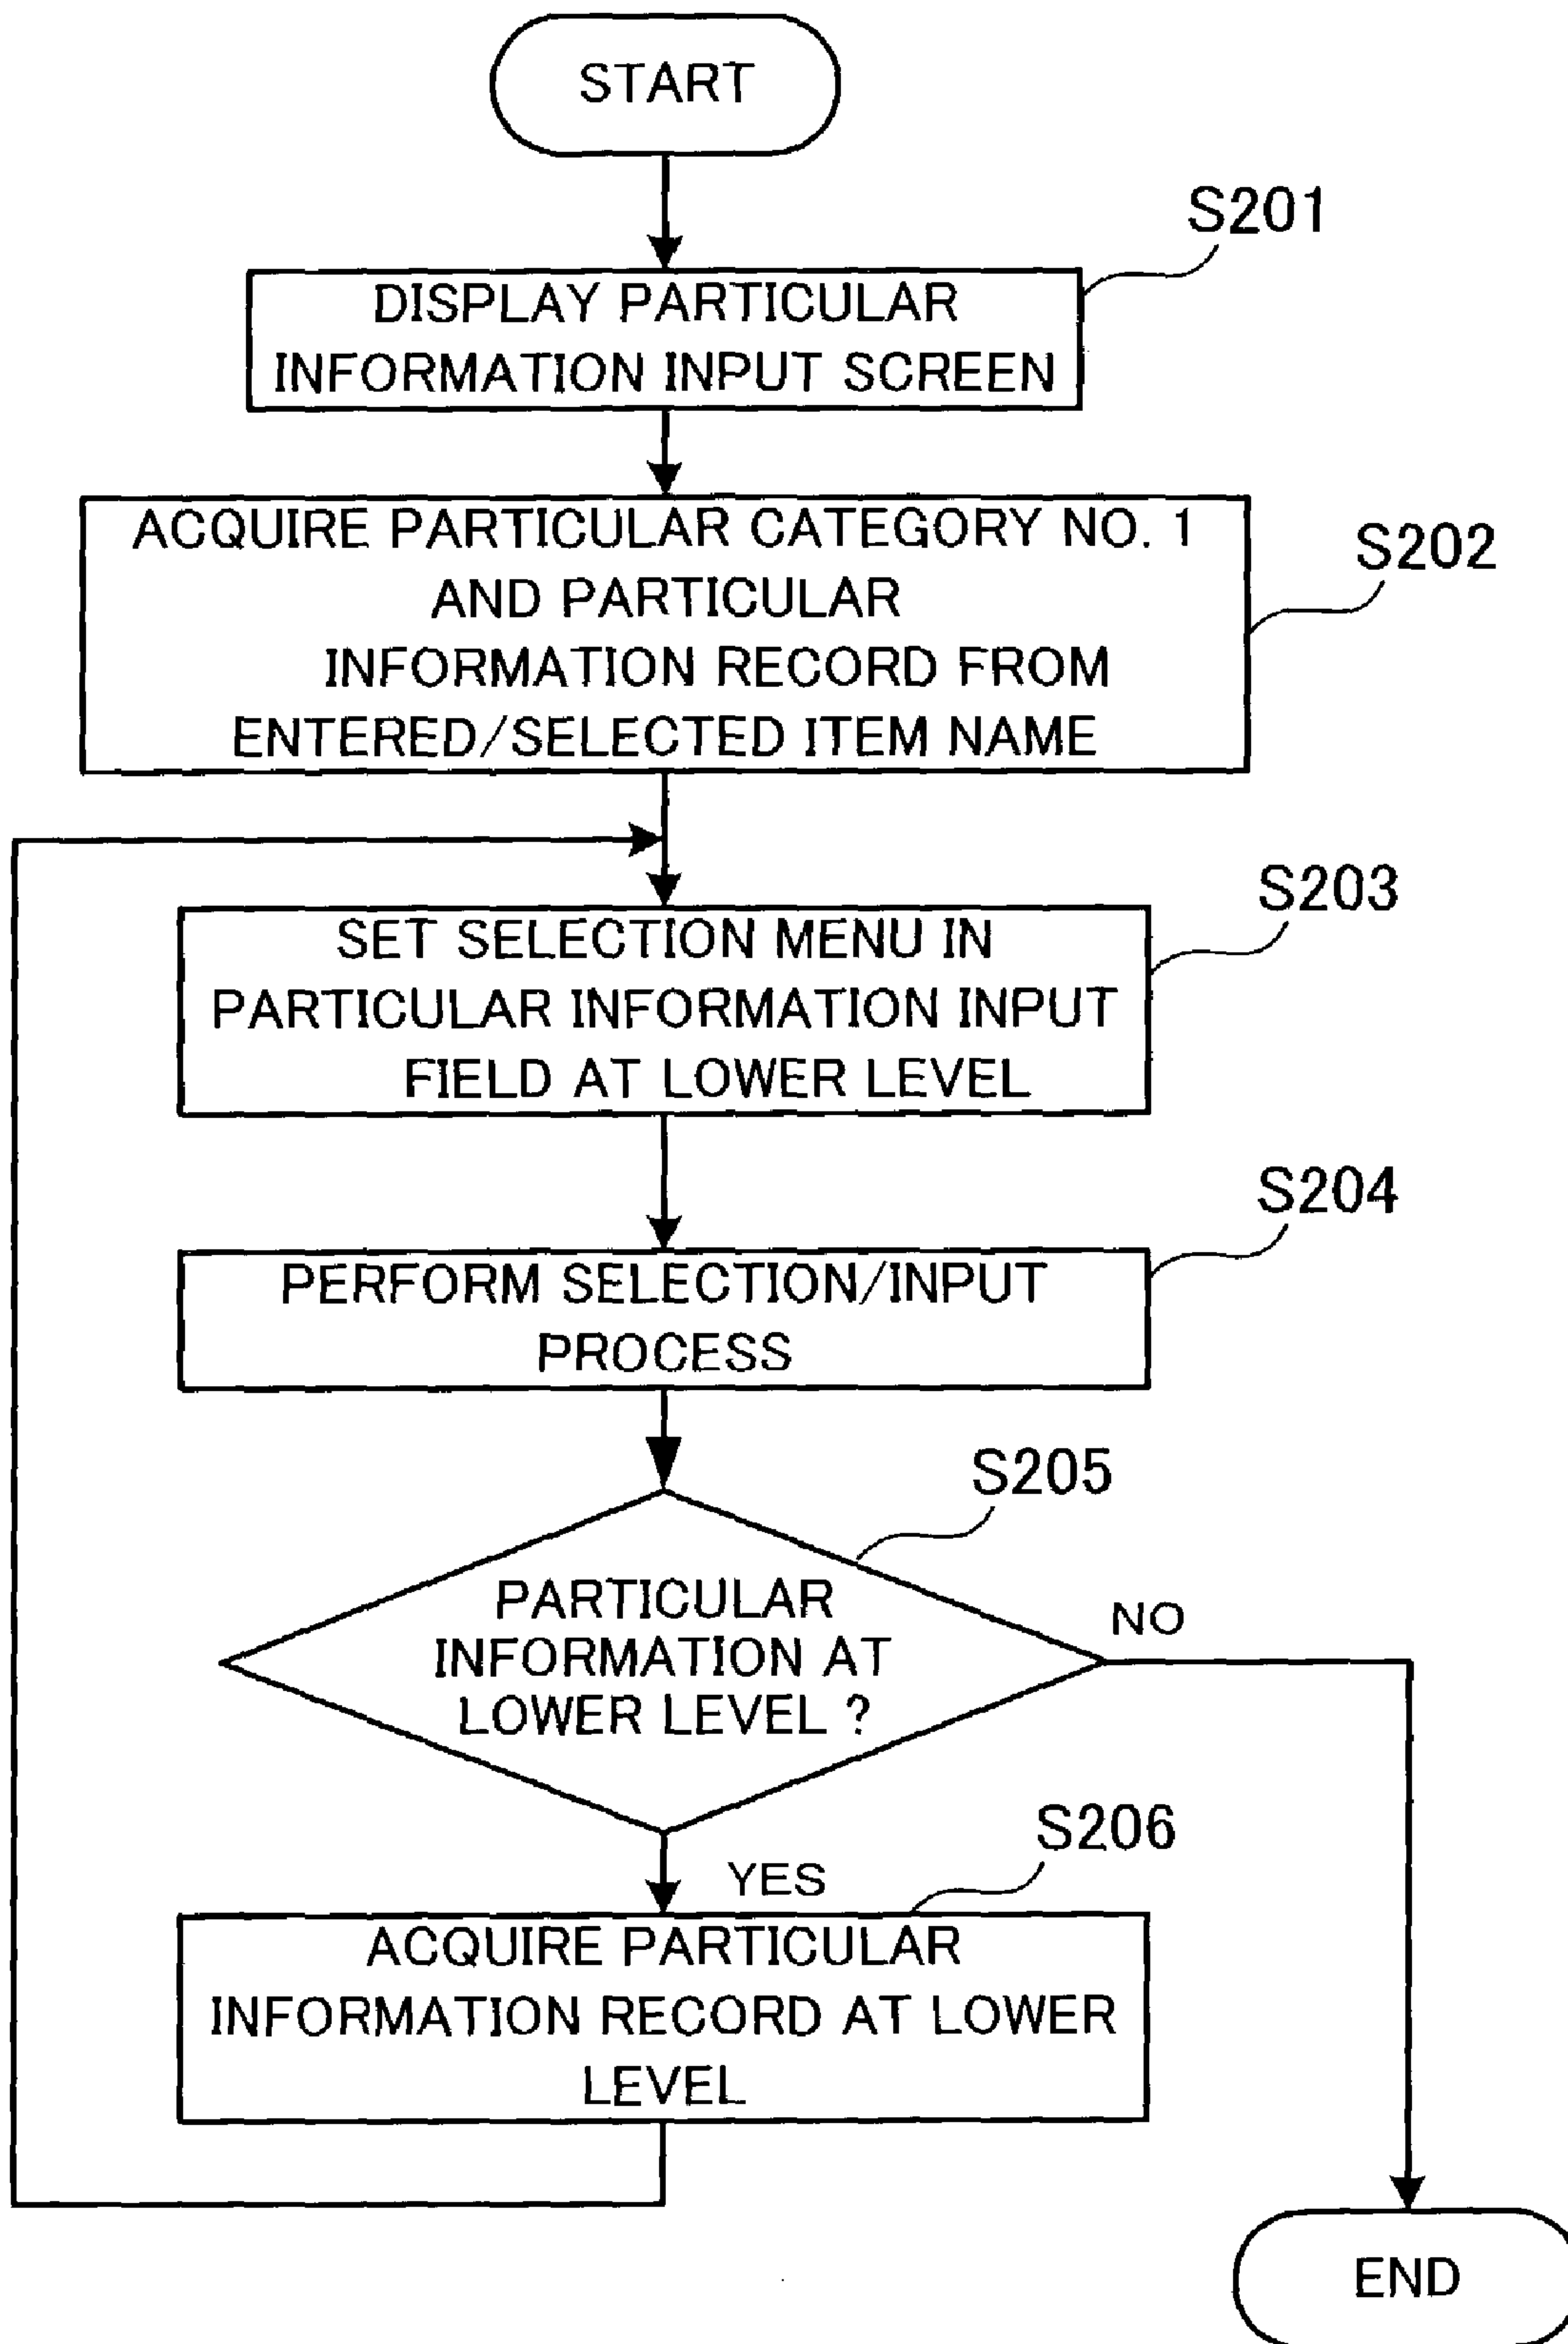 START
S201
DISPLAY PARTICULAR
INFORMATION INPUT SCREEN
S202
ACQUIRE PARTICULAR CATEGORY NO. 1
AND PARTICULAR
INFORMATION RECORD FROM
ENTERED/SELECTED ITEM NAME
S203
SET SELECTION MENU IN
PARTICULAR INFORMATION INPUT
FIELD AT LOWER LEVEL
S204
PERFORM SELECTION/INPUT
PROCESS
S205
PARTICULAR
INFORMATION AT
LOWER LEVEL ?
NO
YES
S206
ACQUIRE PARTICULAR
INFORMATION RECORD AT LOWER
LEVEL
END